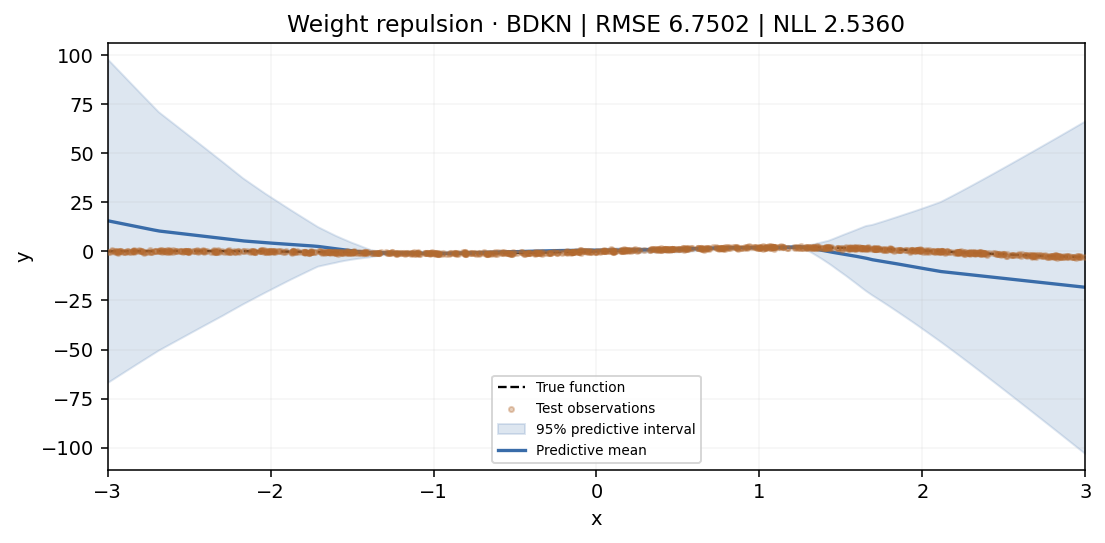 Weight repulsion · BDKN | RMSE 6.7502 | NLL 2.5360
100
75
50
25
0
−25
−50
−75
−100
y
True function
Test observations
95% predictive interval
Predictive mean
−3 −2 −1 0 1 2 3
x